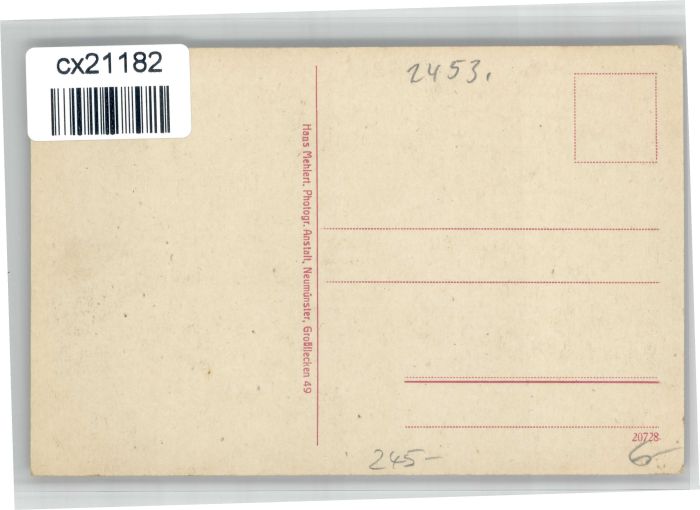 cx21182
2453.
Hans Mehlert. Photogr. Anstalt, Neumünster, Großflecken 49
20728
245-
6-